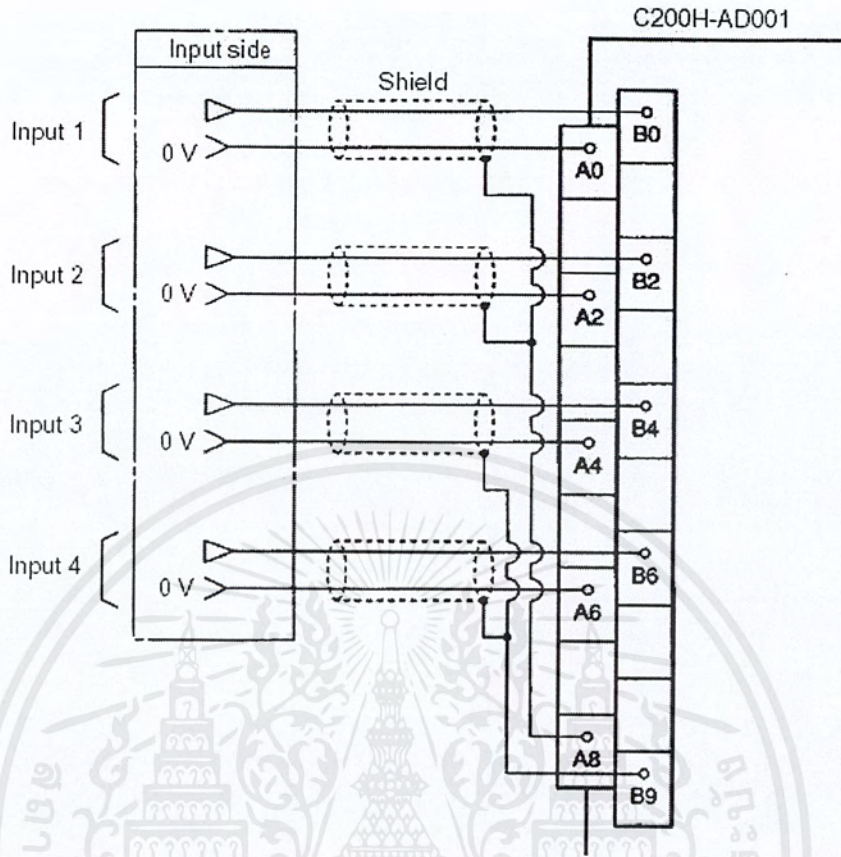 C200H-AD001
Input side
Shield
Input 1
0 V
B0
A0
Input 2
0 V
B2
A2
Input 3
0 V
B4
A4
Input 4
0 V
B6
A6
A8
B9